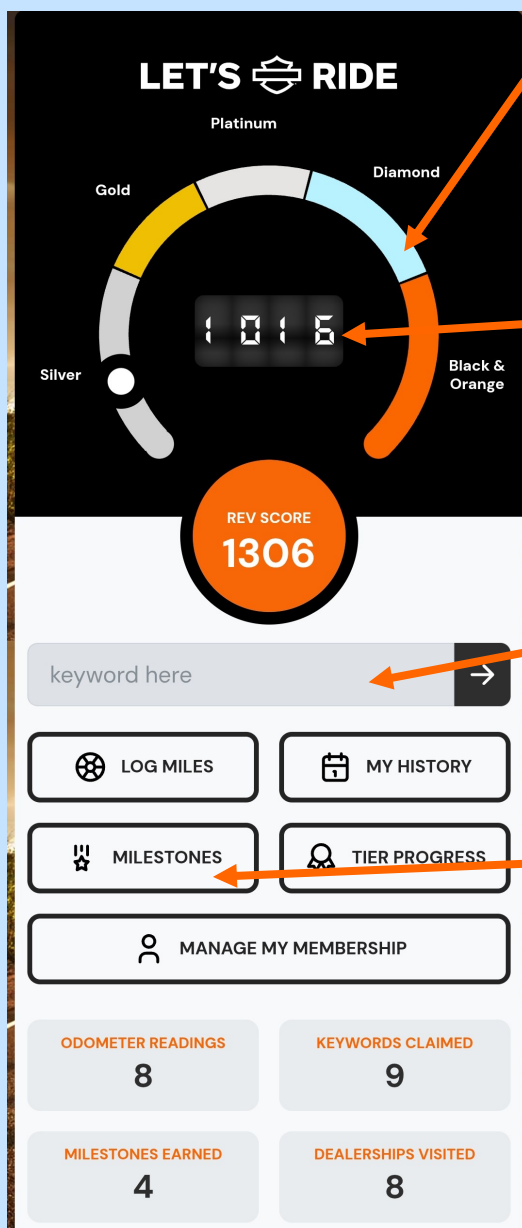 LET'S RIDE
Platinum
Diamond
Gold
1016
Silver
Black &
Orange
REV SCORE
1306
keyword here
LOG MILES
MY HISTORY
MILESTONES
TIER PROGRESS
MANAGE MY MEMBERSHIP
ODOMETER READINGS
8
KEYWORDS CLAIMED
9
MILESTONES EARNED
4
DEALERSHIPS VISITED
8